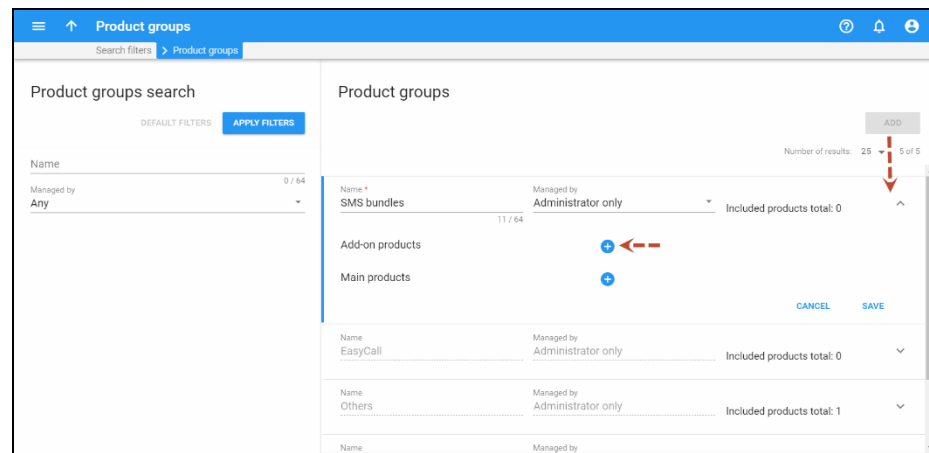 Product groups
Search filters Product groups
Product groups search
DEFAULT FILTERS APPLY FILTERS
Name
0 / 64
Managed by
Any
Product groups
ADD
Number of results: 25 5 of 5
Name * Managed by
SMS bundles Administrator only Included products total: 0
11 / 64
Add-on products
Main products
CANCEL SAVE
Name Managed by
EasyCall Administrator only Included products total: 0
Name Managed by
Others Administrator only Included products total: 1
Name Managed by